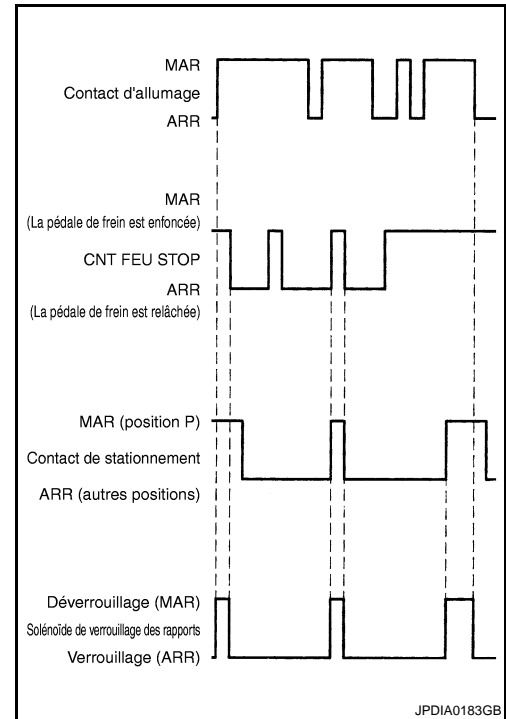 MAR
Contact d'allumage
ARR
MAR
(La pédale de frein est enfoncée)
CNT FEU STOP
ARR
(La pédale de frein est relâchée)
MAR (position P)
Contact de stationnement
ARR (autres positions)
Déverrouillage (MAR)
Solénoïde de verrouillage des rapports
Verrouillage (ARR)
JPDIA0183GB